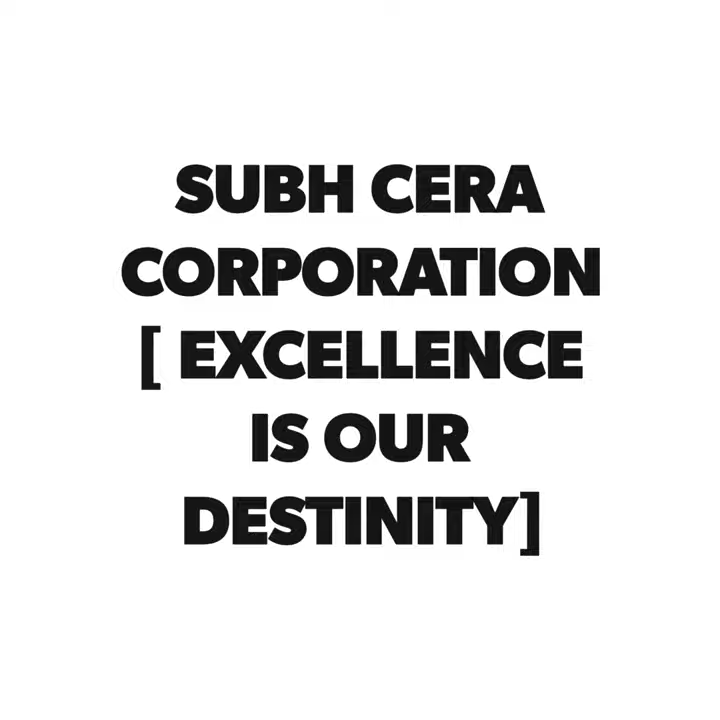 SUBH CERA
CORPORATION
[ EXCELLENCE
IS OUR
DESTINITY]